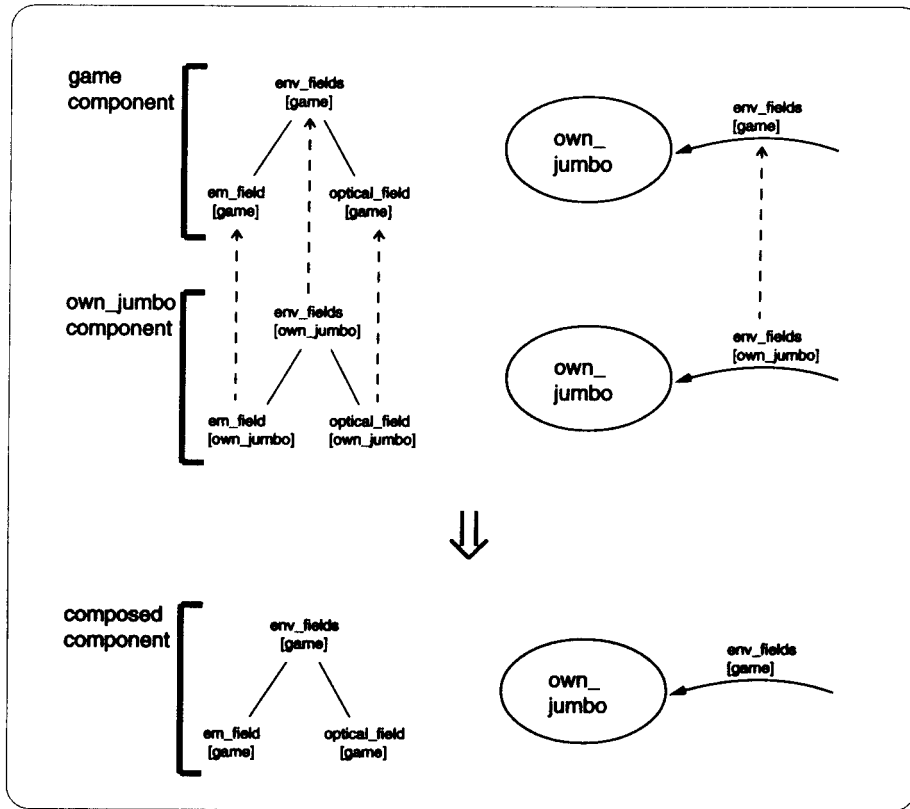 game
component
env_fields
[game]
em_field
[game]
optical_field
[game]
own_
jumbo
env_fields
[game]
own_jumbo
component
env_fields
[own_jumbo]
em_field
[own_jumbo]
optical_field
[own_jumbo]
own_
jumbo
env_fields
[own_jumbo]
composed
component
env_fields
[game]
em_field
[game]
optical_field
[game]
own_
jumbo
env_fields
[game]